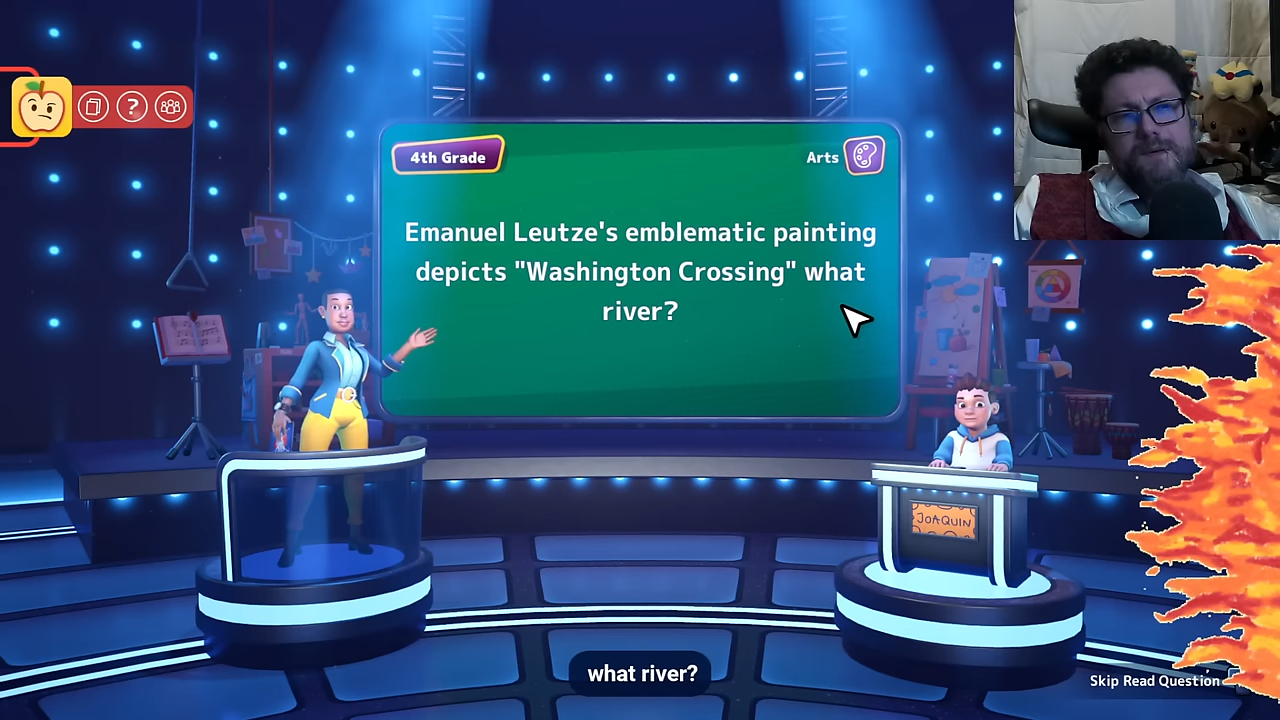 4th Grade
Arts
Emanuel Leutze's emblematic painting
depicts "Washington Crossing" what
river?
?
JOAQUIN
what river?
Skip Read Question